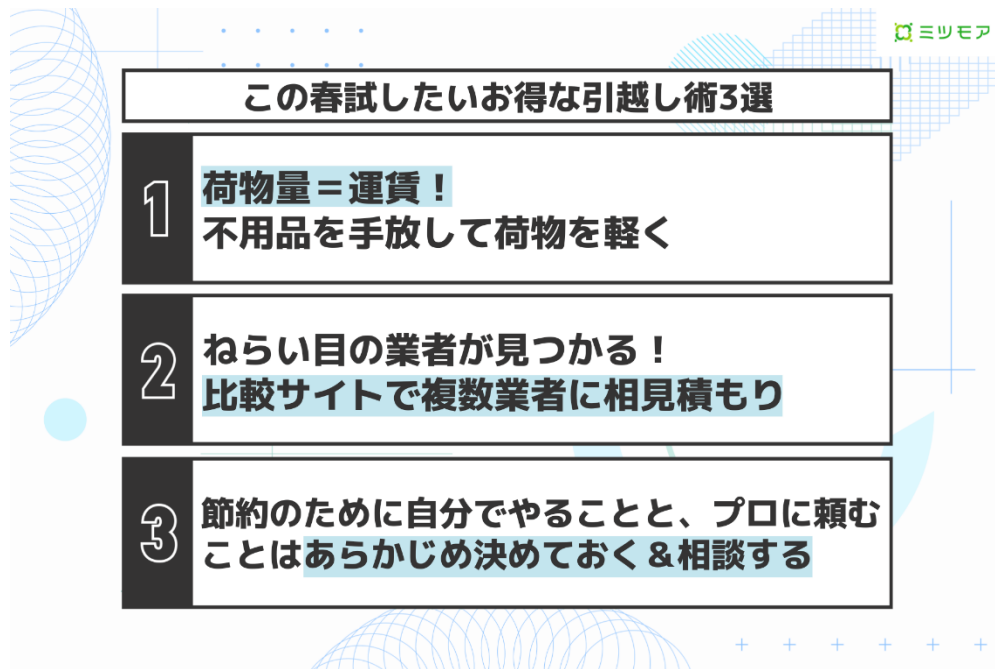 ミツモア
この春試したいお得な引越し術3選
1
荷物量＝運賃！
不用品を手放して荷物を軽く
2
ねらい目の業者が見つかる！
比較サイトで複数業者に相見積もり
3
節約のために自分でやることと、プロに頼む
ことはあらかじめ決めておく＆相談する